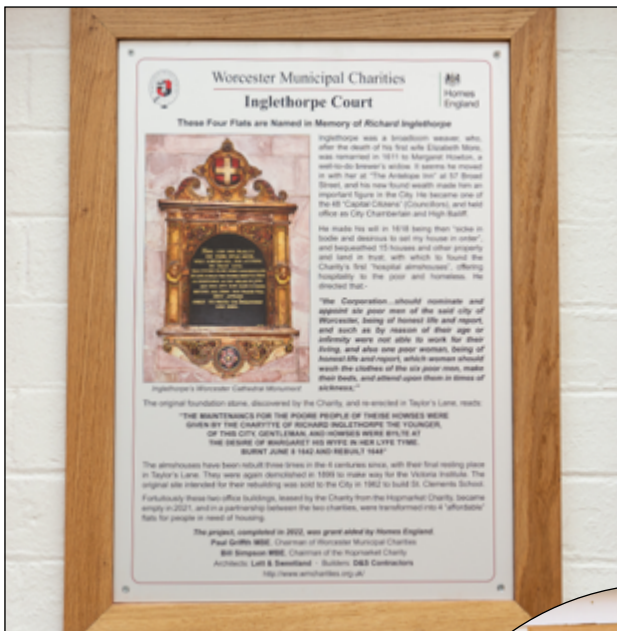 Worcester Municipal Charities
Inglethorpe Court
Homes
England
These Four Flats are Named in Memory of Richard Inglethorpe
Inglethorpe was a broadloom weaver, who,
after the death of his first wife Elizabeth More,
was remarried in 1611 to Margaret Howton, a
well-to-do brewer's widow. It seems he moved
in with her at "The Antelope Inn" at 57 Broad
Street, and his new found wealth made him an
important figure in the City. He became one of
the 48 "Capital Citizens" (Councillors), and held
office as City Chamberlain and High Bailiff.
He made his will in 1618 being then "sicke in
bodie and desirous to set my house in order",
and bequeathed 15 houses and other property
and land in trust, with which to found the
Charity's first "hospital almshouses", offering
hospitality to the poor and homeless. He
directed that:-
"the Corporation...should nominate and
appoint six poor men of the said city of
Worcester, being of honest life and report,
and such as by reason of their age or
infirmity were not able to work for their
living, and also one poor woman, being of
honest life and report, which woman should
wash the clothes of the six poor men, make
their beds, and attend upon them in times of
sickness;"
Inglethorpe's Worcester Cathedral Monument
The original foundation stone, discovered by the Charity, and re-erected in Taylor's Lane, reads:
"THE MAINTENANCS FOR THE POORE PEOPLE OF THEISE HOWSES WERE
GIVEN BY THE CHARYTYE OF RICHARD INGLETHORPE THE YOUNGER,
OF THIS CITY, GENTLEMAN, AND HOWSES WERE BYLTE AT
THE DESIRE OF MARGARET HIS WYFE IN HER LYFE TYME.
BURNT JUNE 1642 AND REBUILT"
The almshouses have been rebuilt three times in the 4 centuries since, with their final resting place
in Taylor's Lane. They were again demolished in 1899 to make way for the Victoria Institute. The
original site intended for their rebuilding was sold to the City in 1962 to build St. Clements School.
Fortuitously these two office buildings, leased by the Charity from the Hopmarket Charity, became
empty in 2021, and in a partnership between the two charities, were transformed into 4 "affordable"
flats for people in need of housing.
The project, completed in 2022, was grant aided by Homes England.
Paul Griffith MBE, Chairman of Worcester Municipal Charities
Bill Simpson MBE, Chairman of the Hopmarket Charity
Architects: Lett & Sweetland - Builders: D&S Contractors
http://www.wmcharities.org.uk/